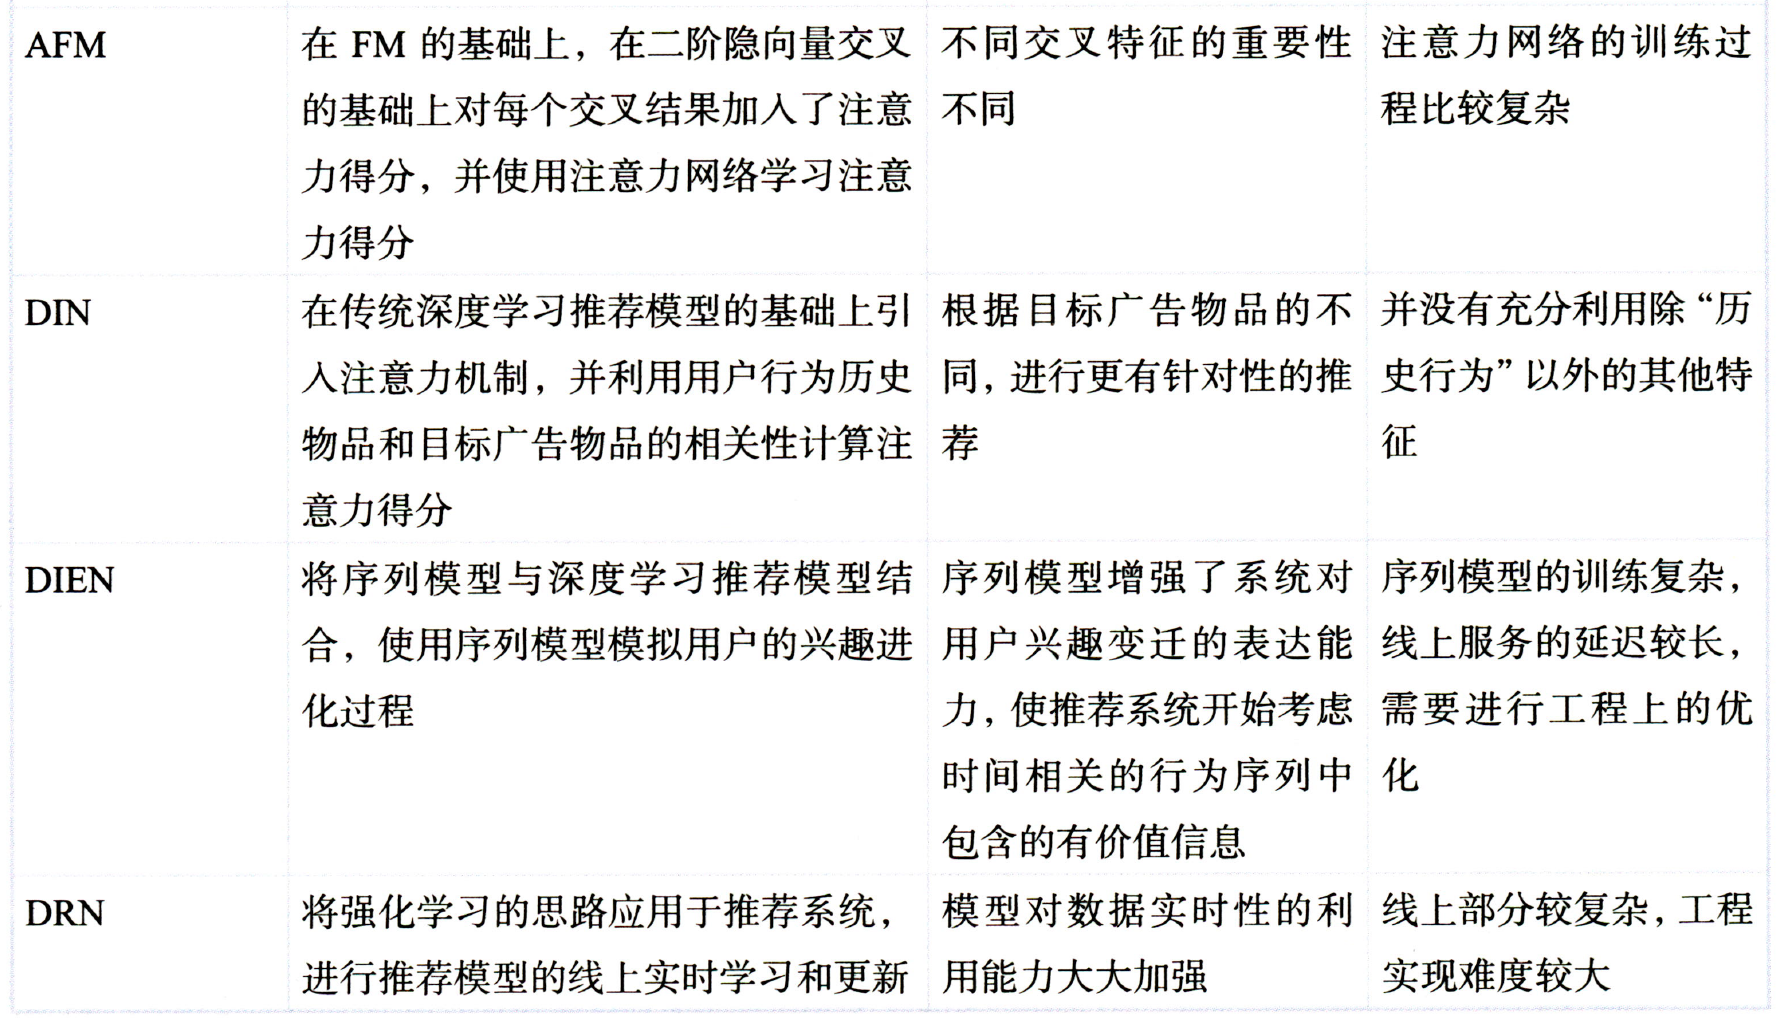 AFM
在 FM 的基础上，在二阶隐向量交叉
的基础上对每个交叉结果加入了注意
力得分，并使用注意力网络学习注意
力得分
不同交叉特征的重要性
不同
注意力网络的训练过
程比较复杂
DIN
在传统深度学习推荐模型的基础上引
入注意力机制，并利用用户行为历史
物品和目标广告物品的相关性计算注
意力得分
根据目标广告物品的不
同，进行更有针对性的推
荐
并没有充分利用除“历
史行为”以外的其他特
征
DIEN
将序列模型与深度学习推荐模型结
合，使用序列模型模拟用户的兴趣进
化过程
序列模型增强了系统对
用户兴趣变迁的表达能
力，使推荐系统开始考虑
时间相关的行为序列中
包含的有价值信息
序列模型的训练复杂，
线上服务的延迟较长，
需要进行工程上的优
化
DRN
将强化学习的思路应用于推荐系统，
进行推荐模型的线上实时学习和更新
模型对数据实时性的利
用能力大大加强
线上部分较复杂，工程
实现难度较大